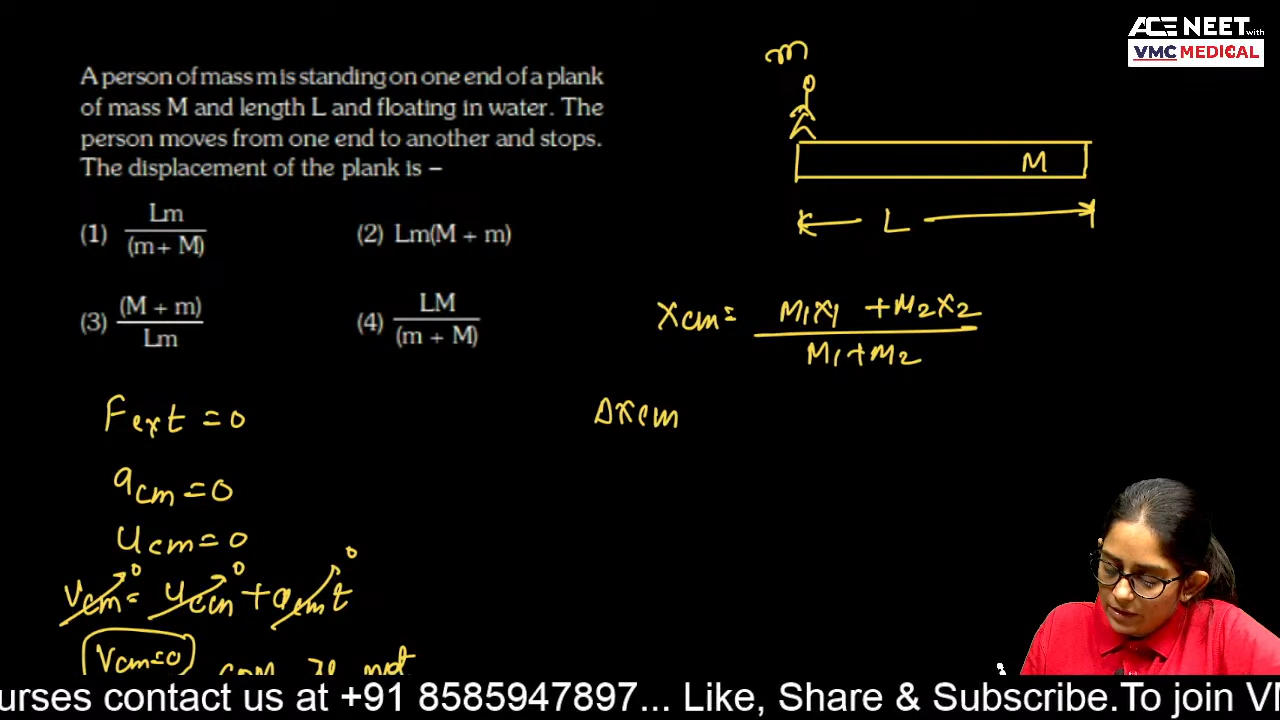 ACE NEET with
VMC MEDICAL
A person of mass m is standing on one end of a plank
of mass M and length L and floating in water. The
person moves from one end to another and stops.
The displacement of the plank is –
(1) Lm/(m + M)
(2) Lm(M + m)
(3) (M + m)/Lm
(4) LM/(m + M)
m
M
L
Xcm = M1x1 + M2x2 / M1 + M2
Δxcm
Fext = 0
acm = 0
ucm = 0
vcm = 0 ucm 0 + acm t 0
Vcm = 0 com is not
urses contact us at +91 8585947897... Like, Share & Subscribe.To join VI